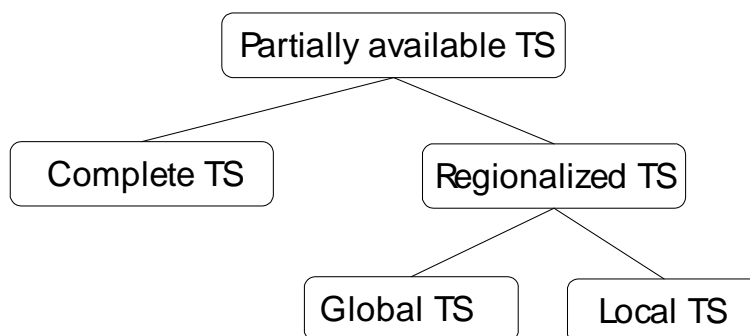 Partially available TS
Complete TS
Regionalized TS
Global TS
Local TS